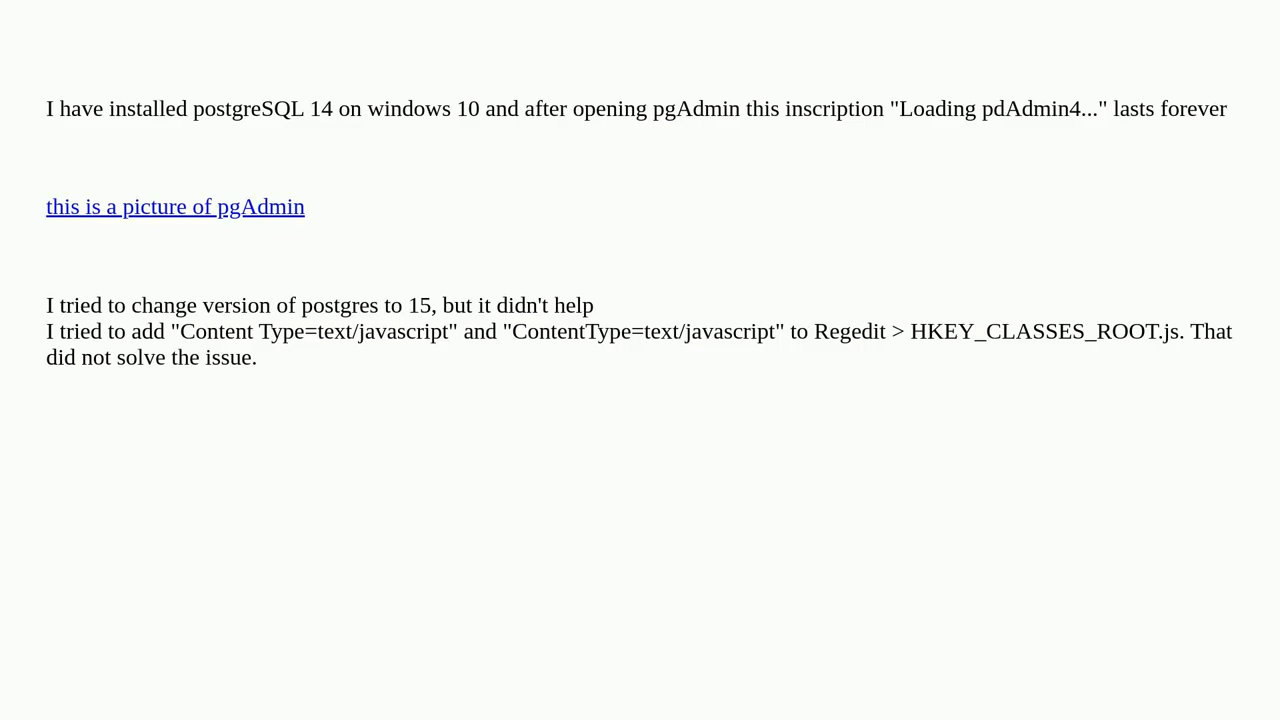 I have installed postgreSQL 14 on windows 10 and after opening pgAdmin this inscription "Loading pdAdmin4..." lasts forever
this is a picture of pgAdmin
I tried to change version of postgres to 15, but it didn't help
I tried to add "Content Type=text/javascript" and "ContentType=text/javascript" to Regedit > HKEY_CLASSES_ROOT.js. That
did not solve the issue.